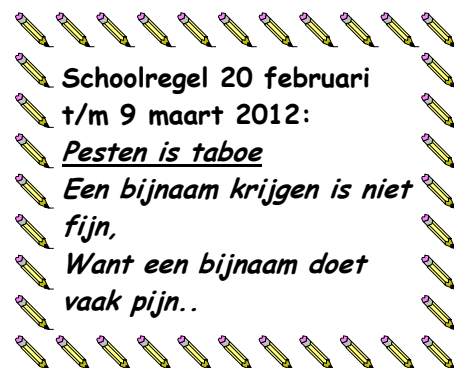 Schoolregel 20 februari
t/m 9 maart 2012:
Pesten is taboe
Een bijnaam krijgen is niet
fijn,
Want een bijnaam doet
vaak pijn..